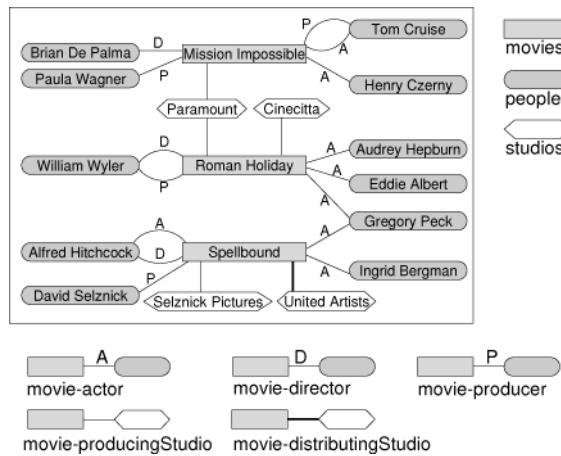 P
Tom Cruise
D
Brian De Palma
Mission Impossible
A
movies
Paula Wagner
P
A
Henry Czerny
people
Paramount
Cinecitta
studios
D
A
Audrey Hepburn
William Wyler
Roman Holiday
A
Eddie Albert
P
A
Gregory Peck
A
A
Alfred Hitchcock
D
Spellbound
A
Ingrid Bergman
P
David Selznick
Selznick Pictures
United Artists
A
D
P
movie-actor
movie-director
movie-producer
movie-producingStudio
movie-distributingStudio